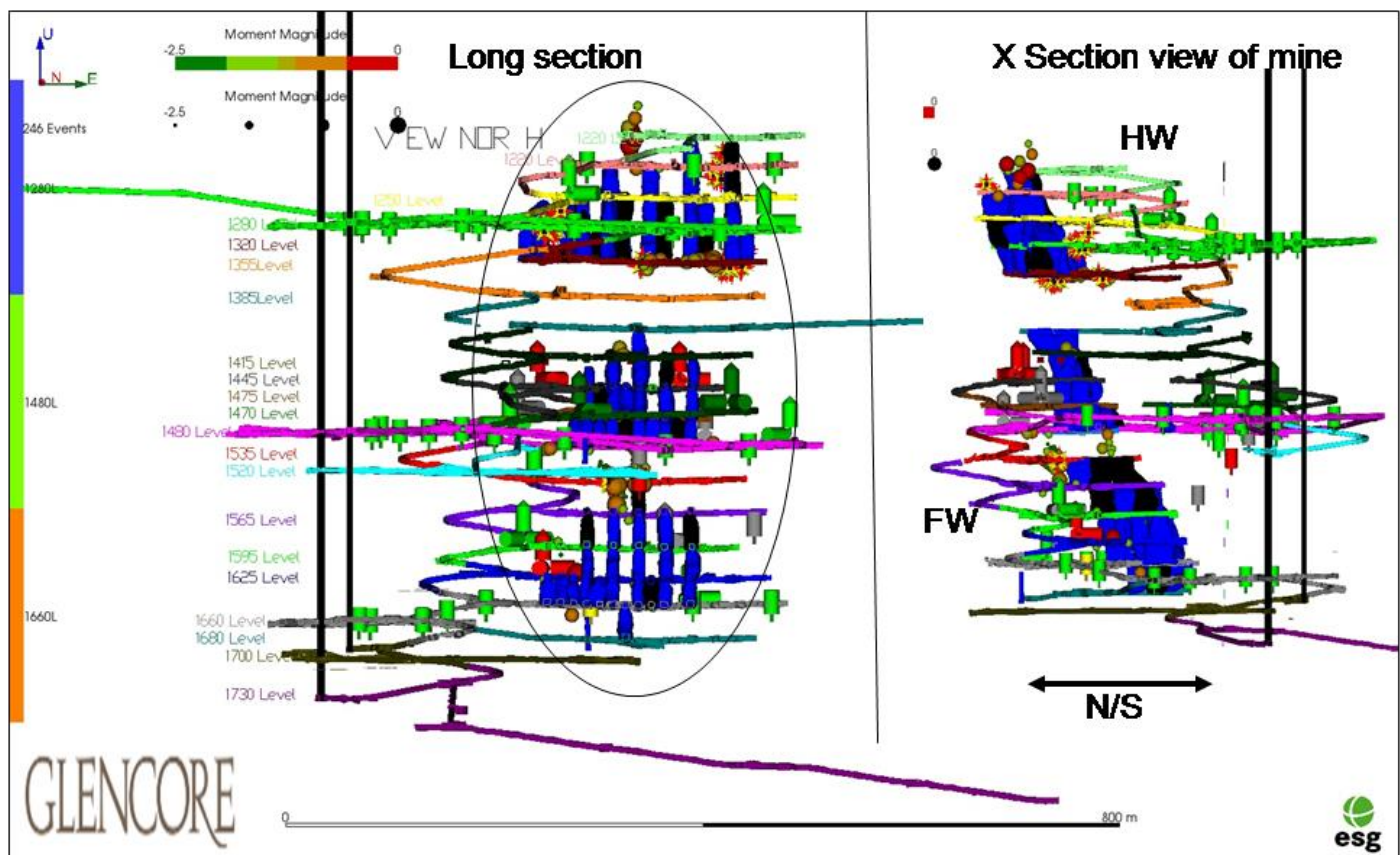 Moment Magnitude
-2.5 0
Moment Magnitude
-2.5 0
U
N E
246 Events
Long section
X Section view of mine
VIEW NORTH
HW
0
0
1220 Level
1250 Level
1280L
1290
1320 Level
1355Level
1385Level
1415 Level
1445 Level
1475 Level
1470 Level
1480L
1480 Level
1535 Level
1520 Level
1565 Level
1595 Level
1625 Level
1660L
1660 Level
1680 Level
1700 Level
1730 Level
FW
N/S
GLENCORE
0 800 m
esg